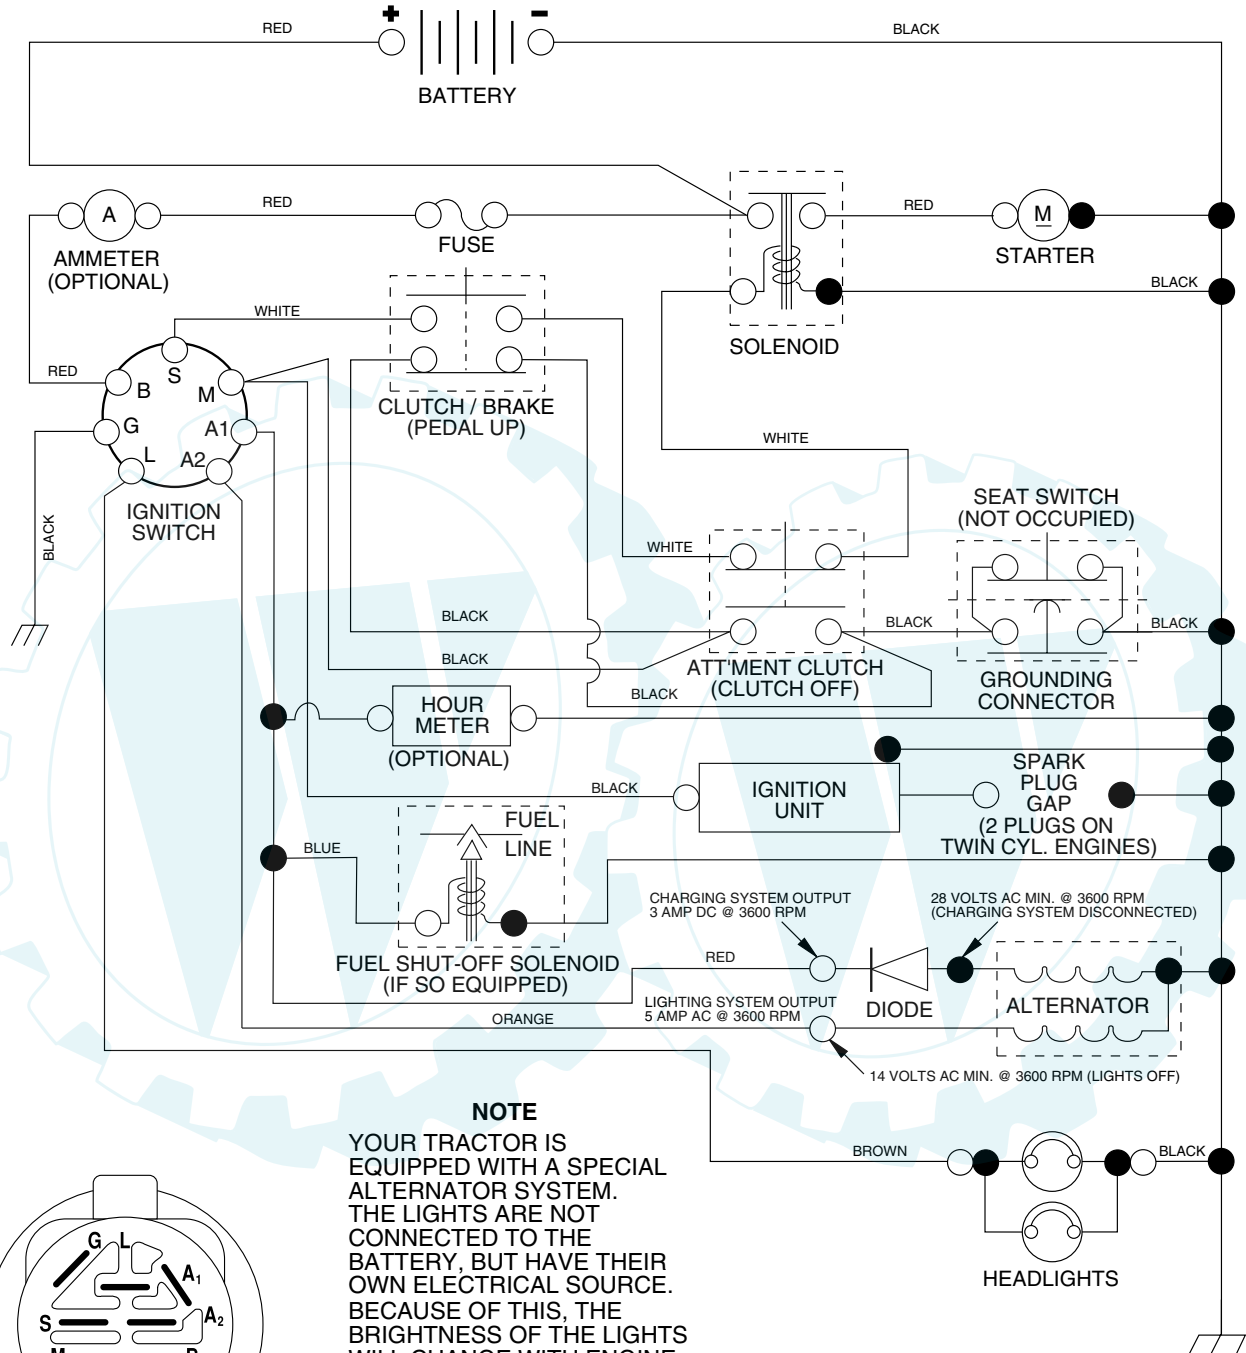 + −
RED
BLACK
BATTERY
A
RED
RED
M
AMMETER
(OPTIONAL)
FUSE
STARTER
WHITE
BLACK
SOLENOID
RED
B
S
M
G
A1
L
A2
IGNITION
SWITCH
CLUTCH / BRAKE
(PEDAL UP)
WHITE
BLACK
SEAT SWITCH
(NOT OCCUPIED)
WHITE
BLACK
BLACK
BLACK
BLACK
ATT'MENT CLUTCH
(CLUTCH OFF)
GROUNDING
CONNECTOR
BLACK
HOUR
METER
(OPTIONAL)
BLACK
IGNITION
UNIT
SPARK
PLUG
GAP
(2 PLUGS ON
TWIN CYL. ENGINES)
BLUE
FUEL
LINE
FUEL SHUT-OFF SOLENOID
(IF SO EQUIPPED)
CHARGING SYSTEM OUTPUT
3 AMP DC @ 3600 RPM
28 VOLTS AC MIN. @ 3600 RPM
(CHARGING SYSTEM DISCONNECTED)
RED
DIODE
ALTERNATOR
LIGHTING SYSTEM OUTPUT
5 AMP AC @ 3600 RPM
ORANGE
14 VOLTS AC MIN. @ 3600 RPM (LIGHTS OFF)
BROWN
BLACK
HEADLIGHTS
NOTE
YOUR TRACTOR IS
EQUIPPED WITH A SPECIAL
ALTERNATOR SYSTEM.
THE LIGHTS ARE NOT
CONNECTED TO THE
BATTERY, BUT HAVE THEIR
OWN ELECTRICAL SOURCE.
BECAUSE OF THIS, THE
BRIGHTNESS OF THE LIGHTS
WILL CHANGE WITH ENGINE
G L
A1
A2
S
M
B